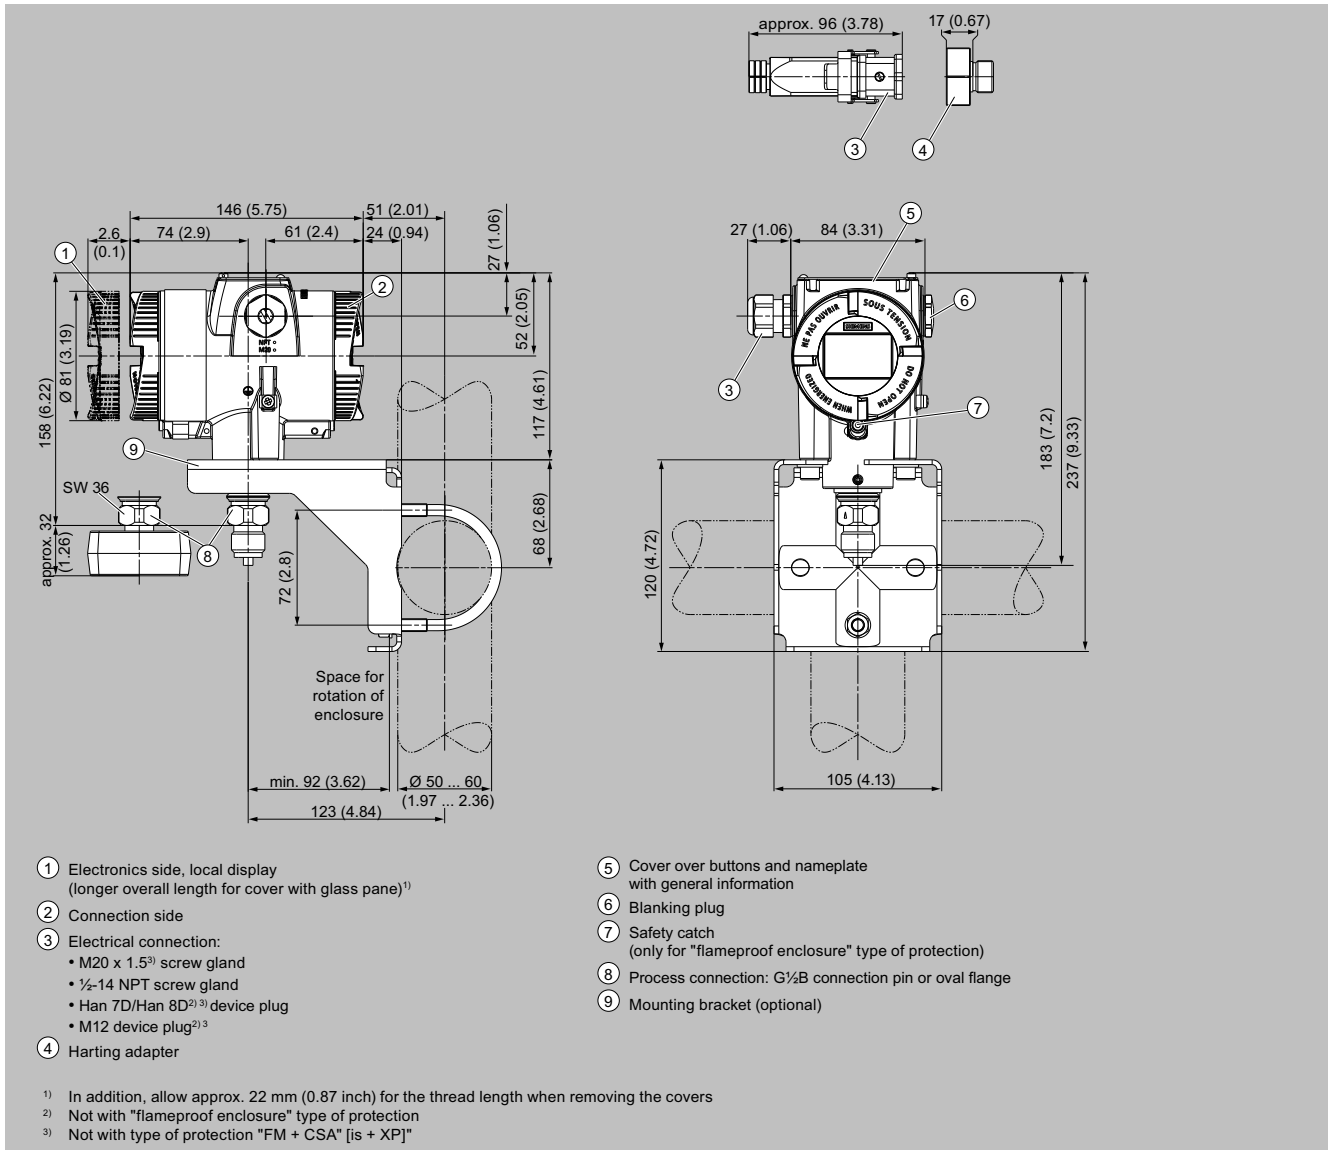 approx. 96 (3.78)
17 (0.67)
3
4
146 (5.75)
51 (2.01)
2.6
(0.1)
74 (2.9)
61 (2.4)
24 (0.94)
27 (1.06)
1
2
NPT
M20
52 (2.05)
Ø 81 (3.19)
158 (6.22)
117 (4.61)
9
SW 36
8
approx. 32
(1.26)
72 (2.8)
68 (2.68)
Space for
rotation of
enclosure
min. 92 (3.62)
Ø 50 ... 60
(1.97 ... 2.36)
123 (4.84)
5
27 (1.06)
84 (3.31)
6
NE PAS OUVRIR
SOUS TENSION
SIEMENS
WHEN ENERGIZED
DO NOT OPEN
3
7
183 (7.2)
237 (9.33)
120 (4.72)
105 (4.13)
1 Electronics side, local display
(longer overall length for cover with glass pane)1)
2 Connection side
3 Electrical connection:
• M20 x 1.53) screw gland
• ½-14 NPT screw gland
• Han 7D/Han 8D2) 3) device plug
• M12 device plug2) 3
4 Harting adapter
5 Cover over buttons and nameplate
with general information
6 Blanking plug
7 Safety catch
(only for "flameproof enclosure" type of protection)
8 Process connection: G½B connection pin or oval flange
9 Mounting bracket (optional)
1) In addition, allow approx. 22 mm (0.87 inch) for the thread length when removing the covers
2) Not with "flameproof enclosure" type of protection
3) Not with type of protection "FM + CSA" [is + XP]"